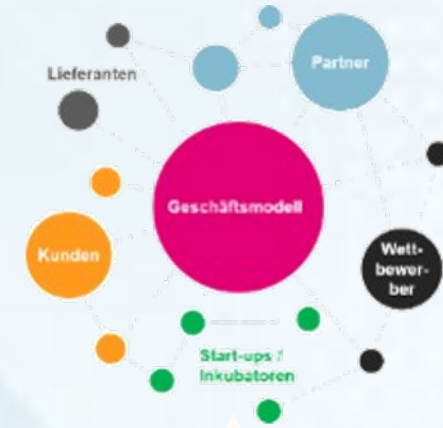 Partner
Lieferanten
Geschäftsmodell
Kunden
Wett-
bewer-
ber
Start-ups /
Inkubatoren